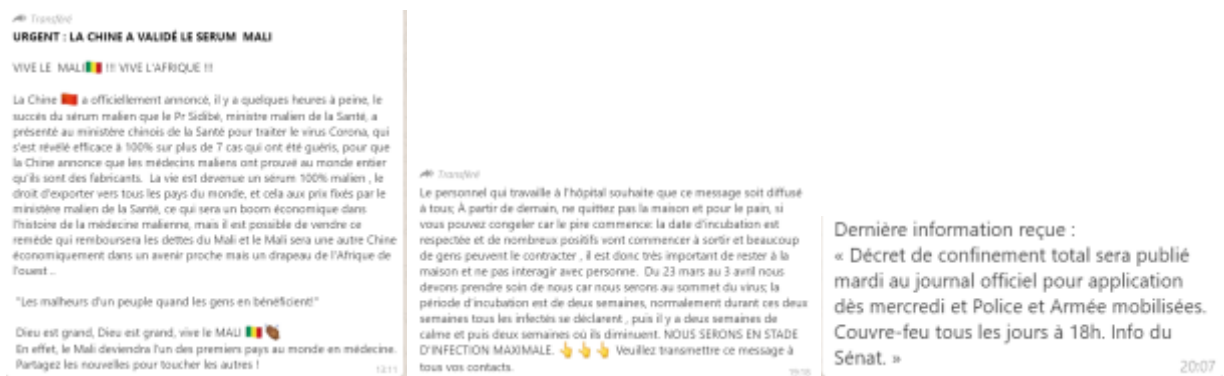 Transféré
URGENT : LA CHINE A VALIDÉ LE SERUM MALI
VIVE LE MALI🇲🇱 !!! VIVE L'AFRIQUE !!!
La Chine 🇨🇳 a officiellement annoncé, il y a quelques heures à peine, le
succès du sérum malien que le Pr Sidibé, ministre malien de la Santé, a
présenté au ministère chinois de la Santé pour traiter le virus Corona, qui
s'est révélé efficace à 100% sur plus de 7 cas qui ont été guéris, pour que
la Chine annonce que les médecins maliens ont prouvé au monde entier
qu'ils sont des fabricants. La vie est devenue un sérum 100% malien , le
droit d'exporter vers tous les pays du monde, et cela aux prix fixés par le
ministère malien de la Santé, ce qui sera un boom économique dans
l'histoire de la médecine malienne, mais il est possible de vendre ce
remède qui remboursera les dettes du Mali et le Mali sera une autre Chine
économiquement dans un avenir proche mais un drapeau de l'Afrique de
l'ouest ..
"Les malheurs d'un peuple quand les gens en bénéficient!"
Dieu est grand, Dieu est grand, vive le MALI 🇲🇱
En effet, le Mali deviendra l'un des premiers pays au monde en médecine.
Partagez les nouvelles pour toucher les autres !
12:11
Transféré
Le personnel qui travaille à l'hôpital souhaite que ce message soit diffusé
à tous; À partir de demain, ne quittez pas la maison et pour le pain, si
vous pouvez congeler car le pire commence: la date d'incubation est
respectée et de nombreux positifs vont commencer à sortir et beaucoup
de gens peuvent le contracter , il est donc très important de rester à la
maison et ne pas interagir avec personne. Du 23 mars au 3 avril nous
devons prendre soin de nous car nous serons au sommet du virus; la
période d'incubation est de deux semaines, normalement durant ces deux
semaines tous les infectés se déclarent , puis il y a deux semaines de
calme et puis deux semaines où ils diminuent. NOUS SERONS EN STADE
D'INFECTION MAXIMALE. 👆👆👆 Veuillez transmettre ce message à
tous vos contacts.
Dernière information reçue :
« Décret de confinement total sera publié
mardi au journal officiel pour application
dès mercredi et Police et Armée mobilisées.
Couvre-feu tous les jours à 18h. Info du
Sénat. »
20:07